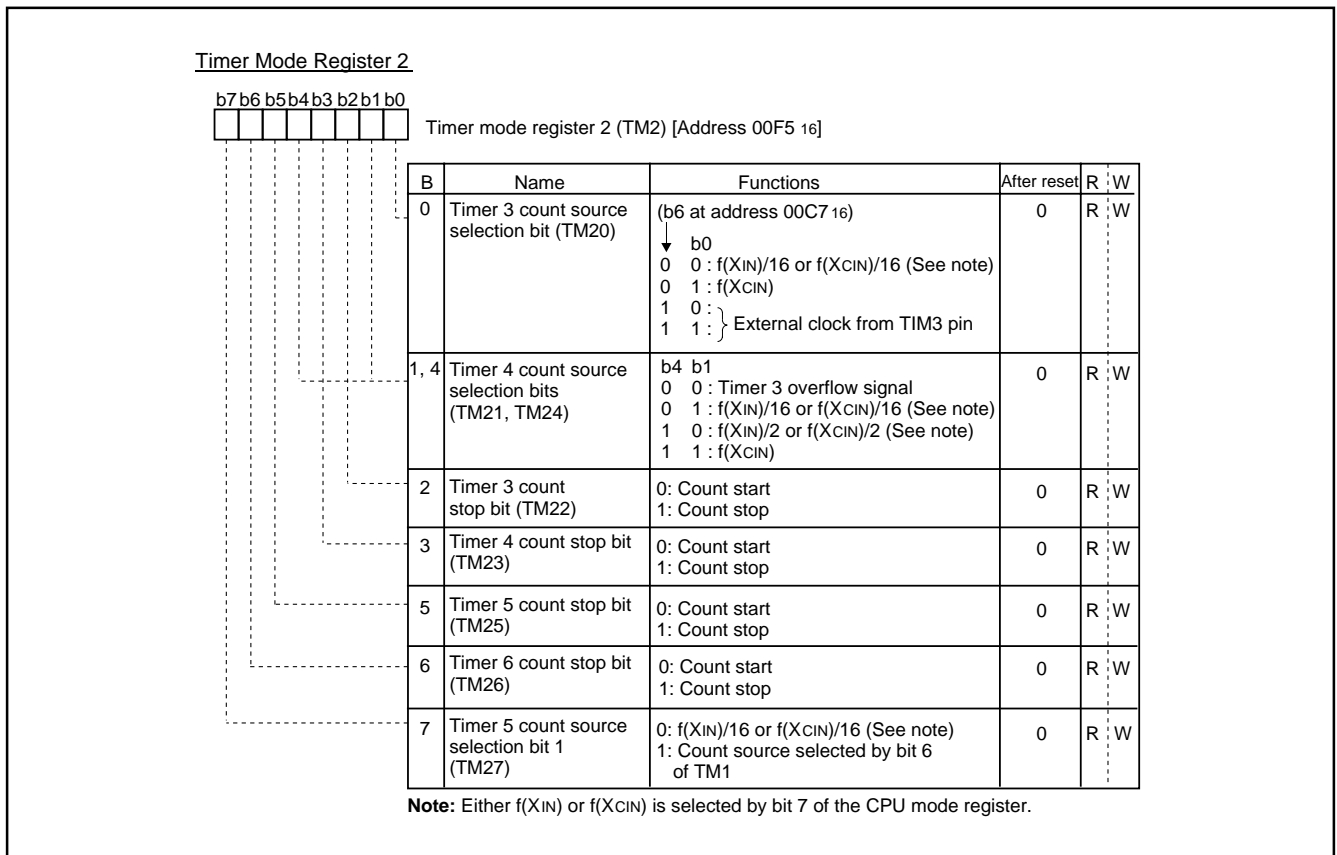 Timer Mode Register 2
b7 b6 b5 b4 b3 b2 b1 b0
Timer mode register 2 (TM2) [Address 00F5 16]
B Name Functions After reset R W
0 Timer 3 count source selection bit (TM20) (b6 at address 00C7 16) 0 R W
b0
0 0 : f(XIN)/16 or f(XCIN)/16 (See note)
0 1 : f(XCIN)
1 0 :
1 1 : } External clock from TIM3 pin
1, 4 Timer 4 count source selection bits (TM21, TM24) b4 b1 0 R W
0 0 : Timer 3 overflow signal
0 1 : f(XIN)/16 or f(XCIN)/16 (See note)
1 0 : f(XIN)/2 or f(XCIN)/2 (See note)
1 1 : f(XCIN)
2 Timer 3 count stop bit (TM22) 0: Count start 0 R W
1: Count stop
3 Timer 4 count stop bit (TM23) 0: Count start 0 R W
1: Count stop
5 Timer 5 count stop bit (TM25) 0: Count start 0 R W
1: Count stop
6 Timer 6 count stop bit (TM26) 0: Count start 0 R W
1: Count stop
7 Timer 5 count source selection bit 1 (TM27) 0: f(XIN)/16 or f(XCIN)/16 (See note) 0 R W
1: Count source selected by bit 6
of TM1
Note: Either f(XIN) or f(XCIN) is selected by bit 7 of the CPU mode register.